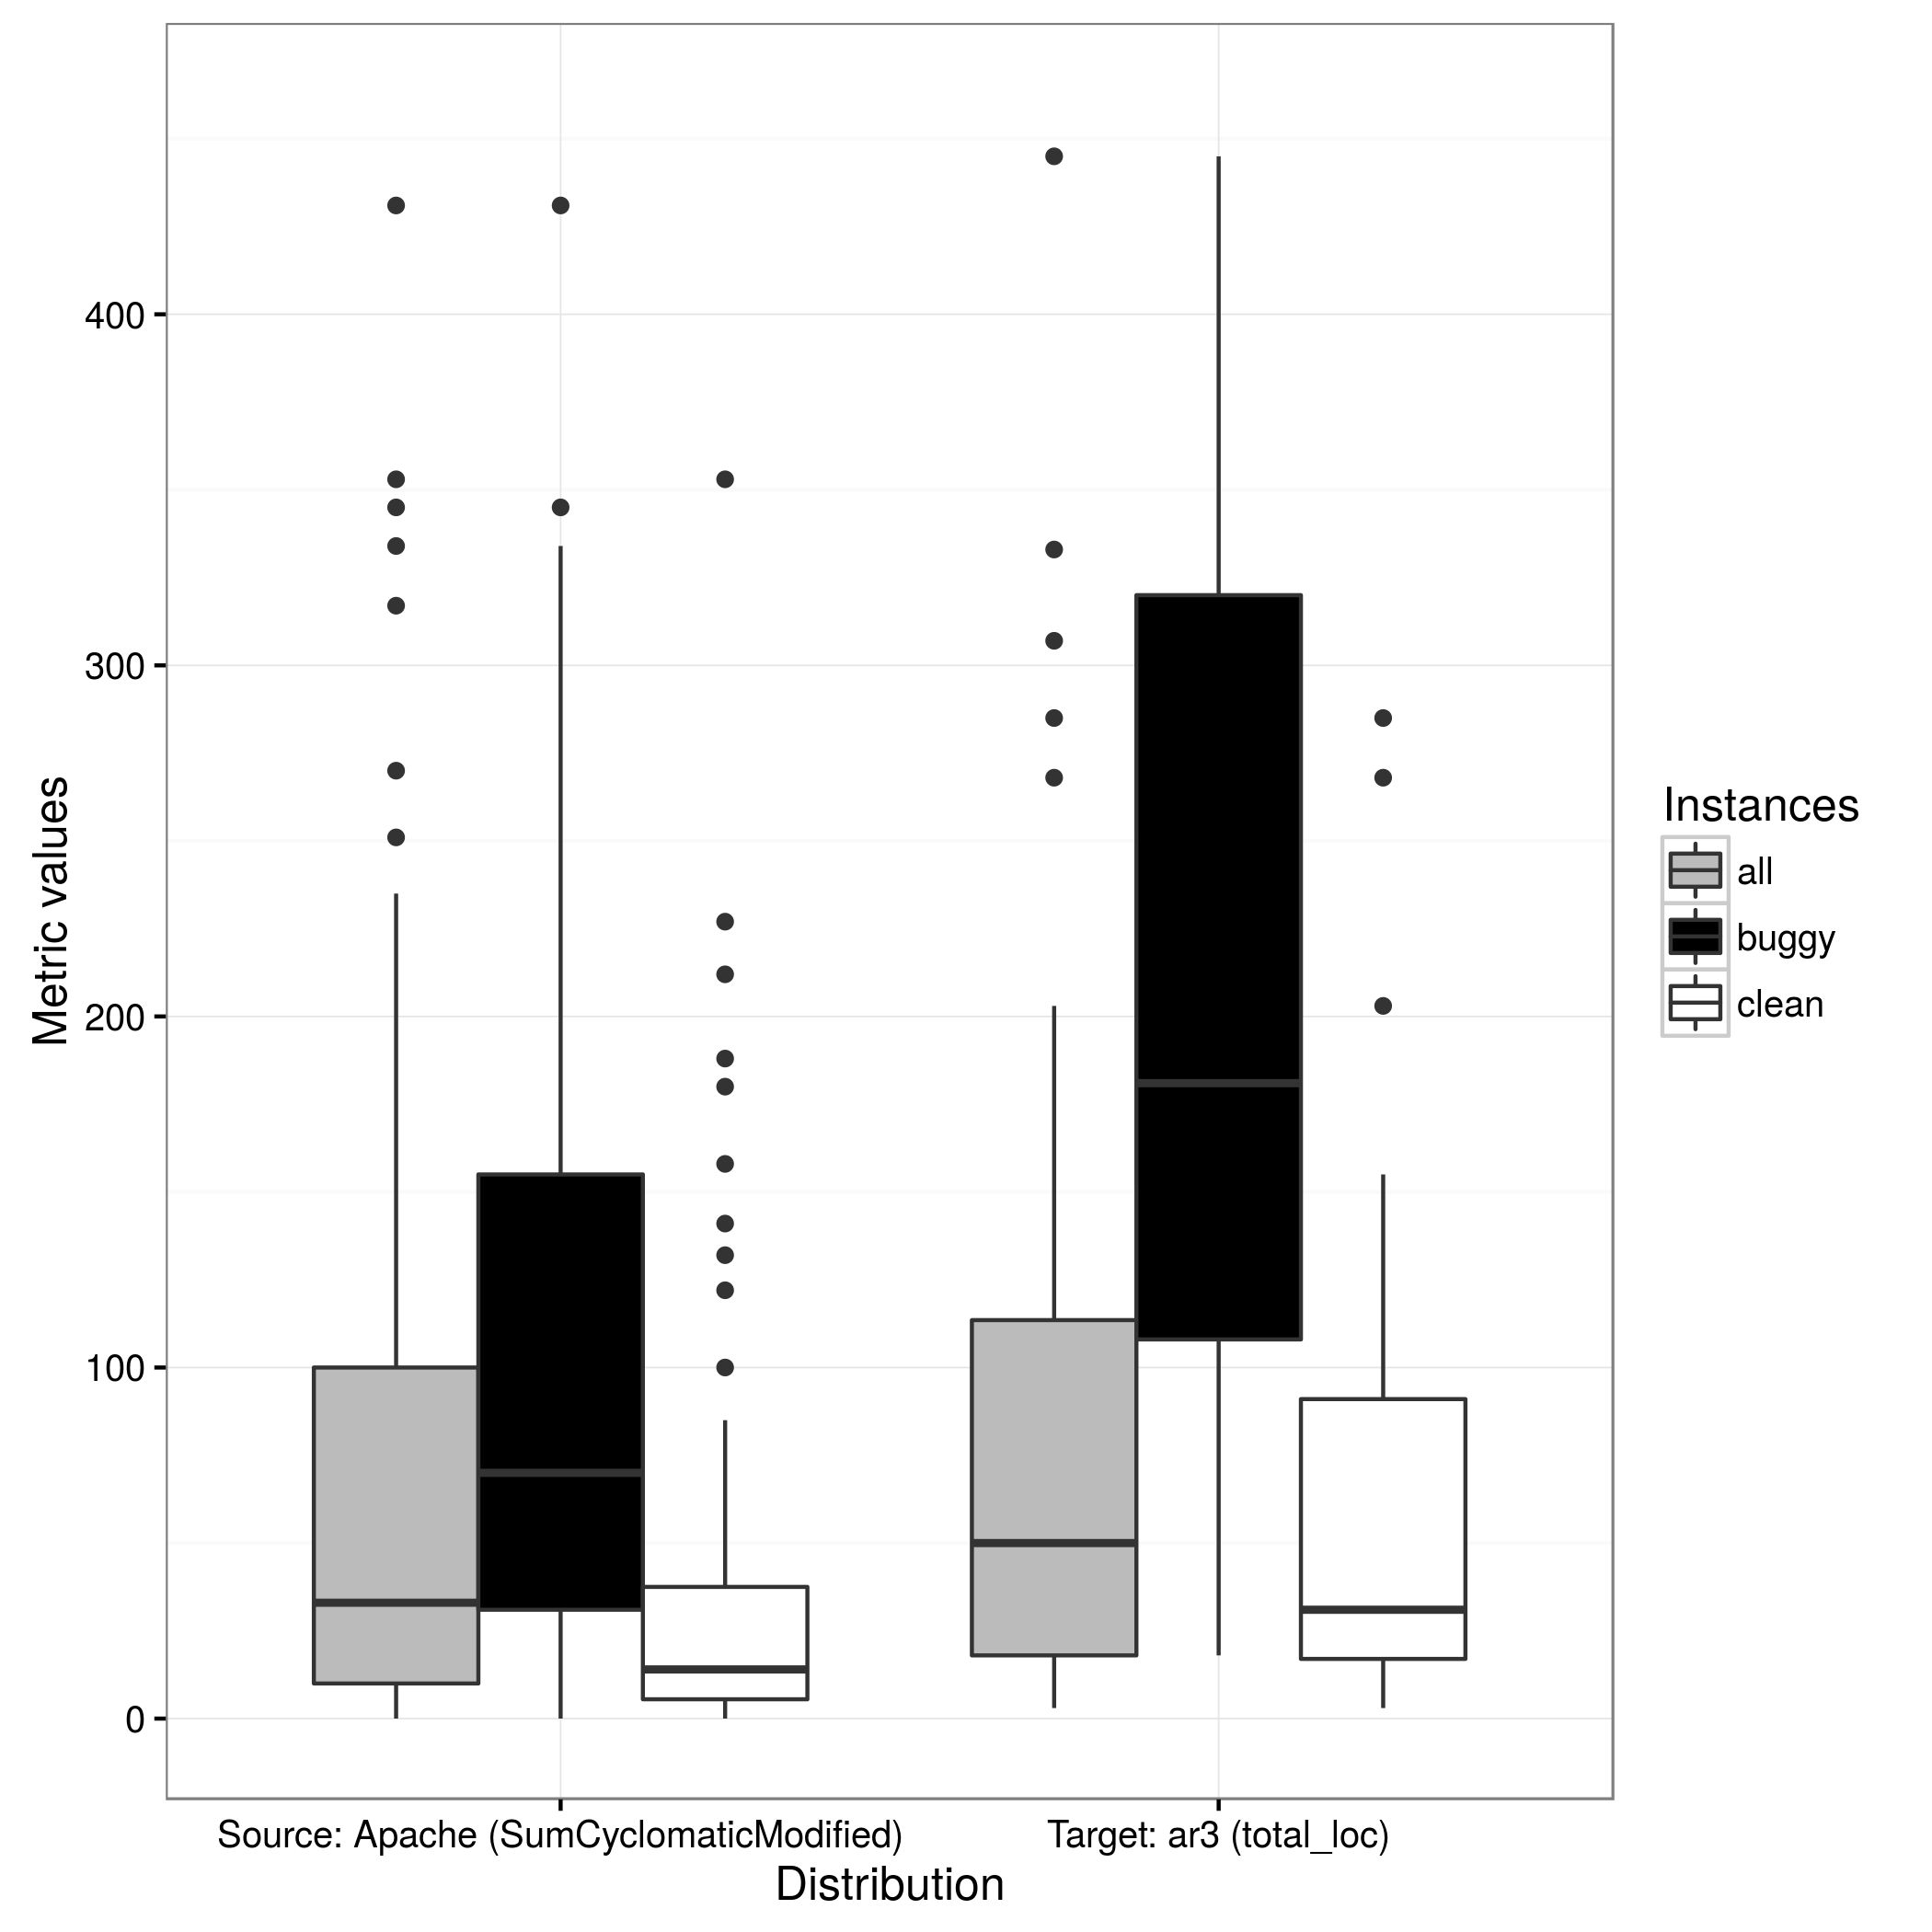 400
300
200
100
0
Metric values
Source: Apache (SumCyclomaticModified)
Target: ar3 (total_loc)
Distribution
Instances
all
buggy
clean